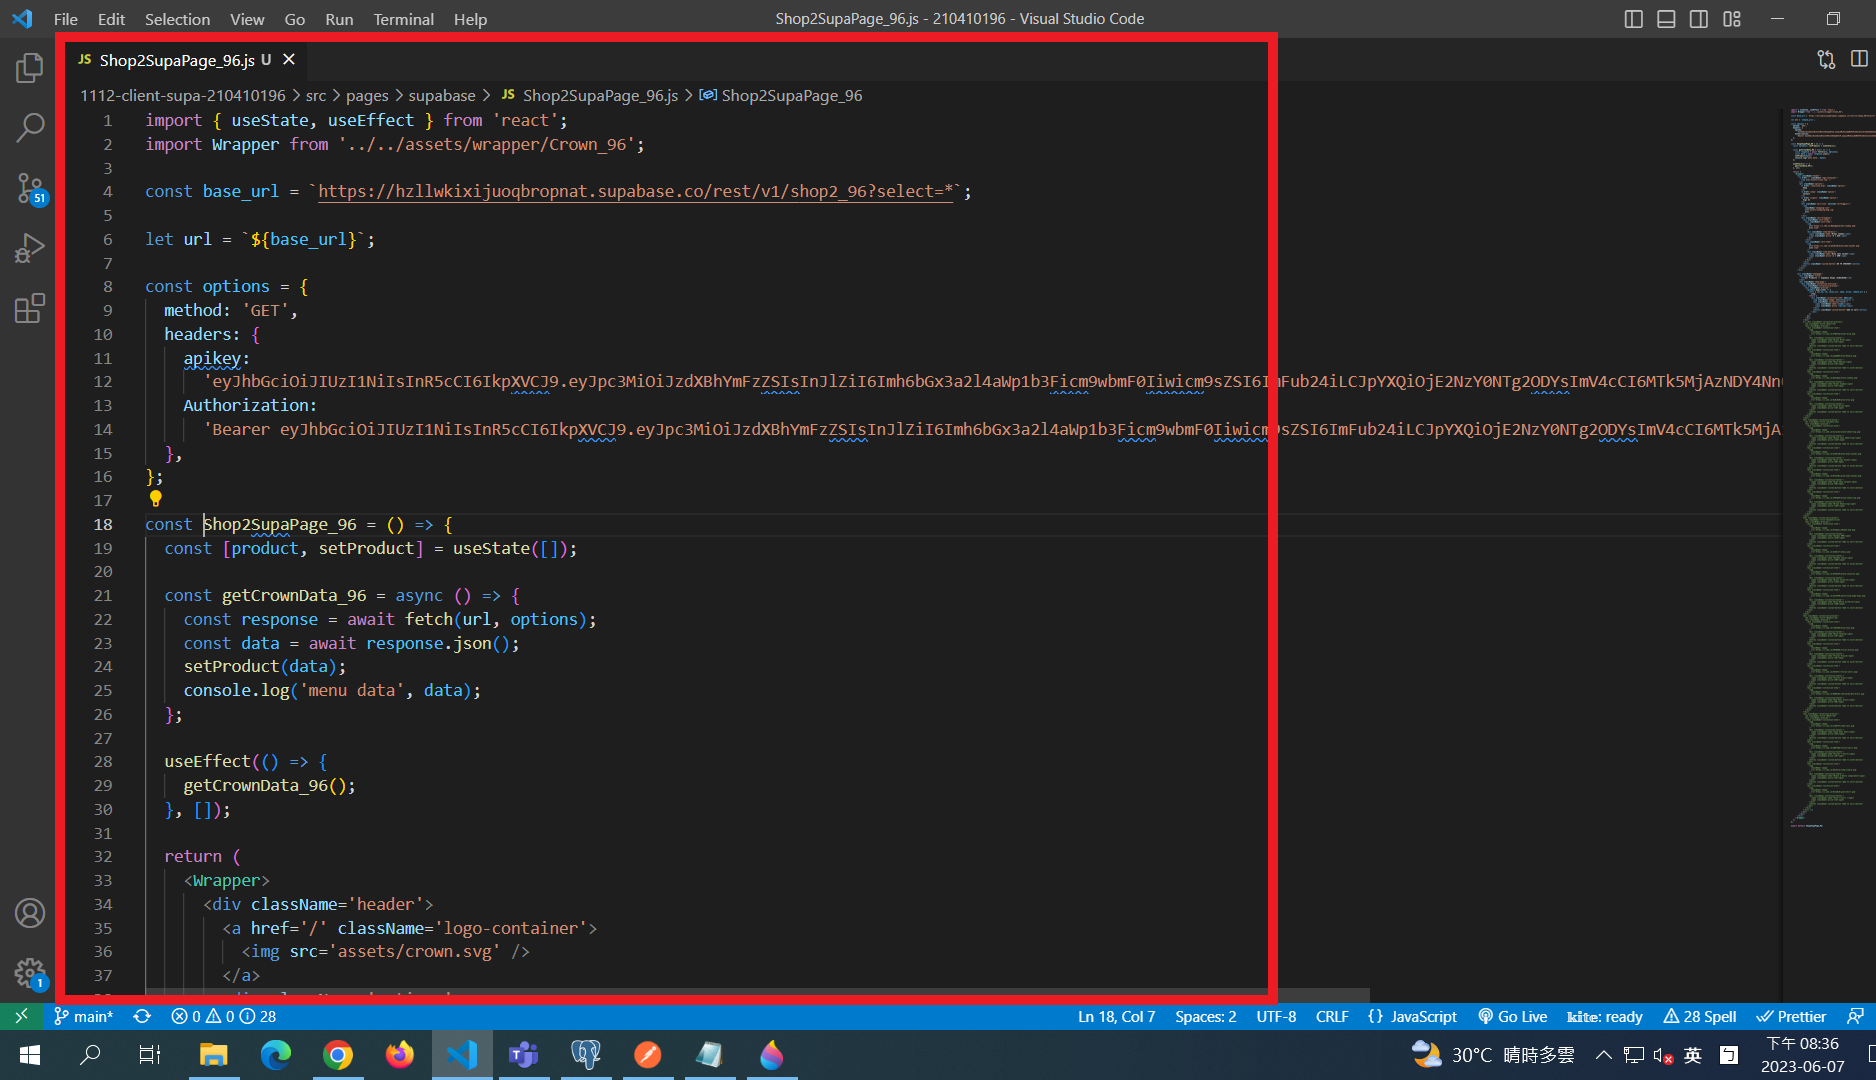 File Edit Selection View Go Run Terminal Help
Shop2SupaPage_96.js - 210410196 - Visual Studio Code
JS Shop2SupaPage_96.js U
1112-client-supa-210410196 > src > pages > supabase > JS Shop2SupaPage_96.js > Shop2SupaPage_96
1 import { useState, useEffect } from 'react';
2 import Wrapper from '../../assets/wrapper/Crown_96';
3
4 const base_url = `https://hzllwkixijuoqbropnat.supabase.co/rest/v1/shop2_96?select=*`;
5
6 let url = `${base_url}`;
7
8 const options = {
9 method: 'GET',
10 headers: {
11 apikey:
12
13 Authorization:
14 'Bearer
15 },
16 };
17
18 const Shop2SupaPage_96 = () => {
19 const [product, setProduct] = useState([]);
20
21 const getCrownData_96 = async () => {
22 const response = await fetch(url, options);
23 const data = await response.json();
24 setProduct(data);
25 console.log('menu data', data);
26 };
27
28 useEffect(() => {
29 getCrownData_96();
30 }, []);
31
32 return (
33 <Wrapper>
34 <div className='header'>
35 <a href='/' className='logo-container'>
36 <img src='assets/crown.svg' />
37 </a>
51
1
main* 0 0 28
Ln 18, Col 7 Spaces: 2 UTF-8 CRLF {} JavaScript Go Live kite: ready 28 Spell Prettier
30°C 晴時多雲 英
下午 08:36
2023-06-07